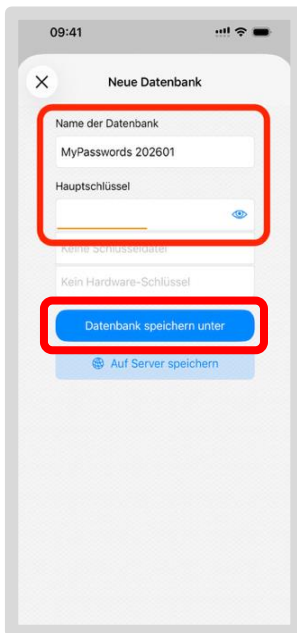 09:41
Neue Datenbank
Name der Datenbank
MyPasswords 202601
Hauptschlüssel
Keine Schlüsseldatei
Kein Hardware-Schlüssel
Datenbank speichern unter
Auf Server speichern